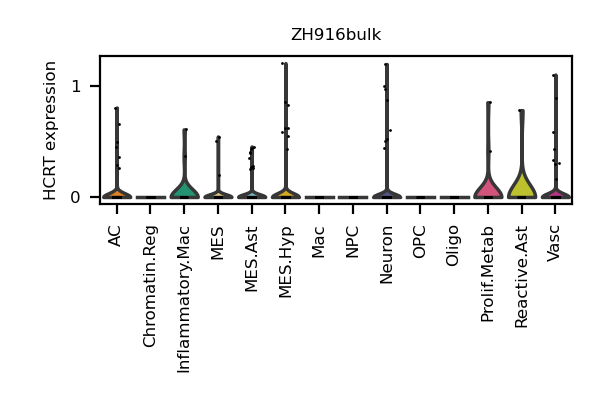 ZH916bulk
HCRT expression
1
0
AC
Chromatin.Reg
Inflammatory.Mac
MES
MES.Ast
MES.Hyp
Mac
NPC
Neuron
OPC
Oligo
Prolif.Metab
Reactive.Ast
Vasc